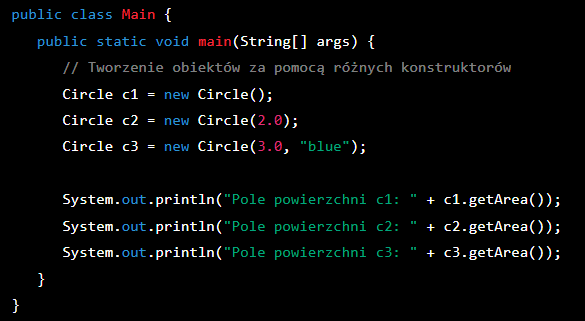 public class Main {
public static void main(String[] args) {
// Tworzenie obiektów za pomocą różnych konstruktorów
Circle c1 = new Circle();
Circle c2 = new Circle(2.0);
Circle c3 = new Circle(3.0, "blue");
System.out.println("Pole powierzchni c1: " + c1.getArea());
System.out.println("Pole powierzchni c2: " + c2.getArea());
System.out.println("Pole powierzchni c3: " + c3.getArea());
}
}